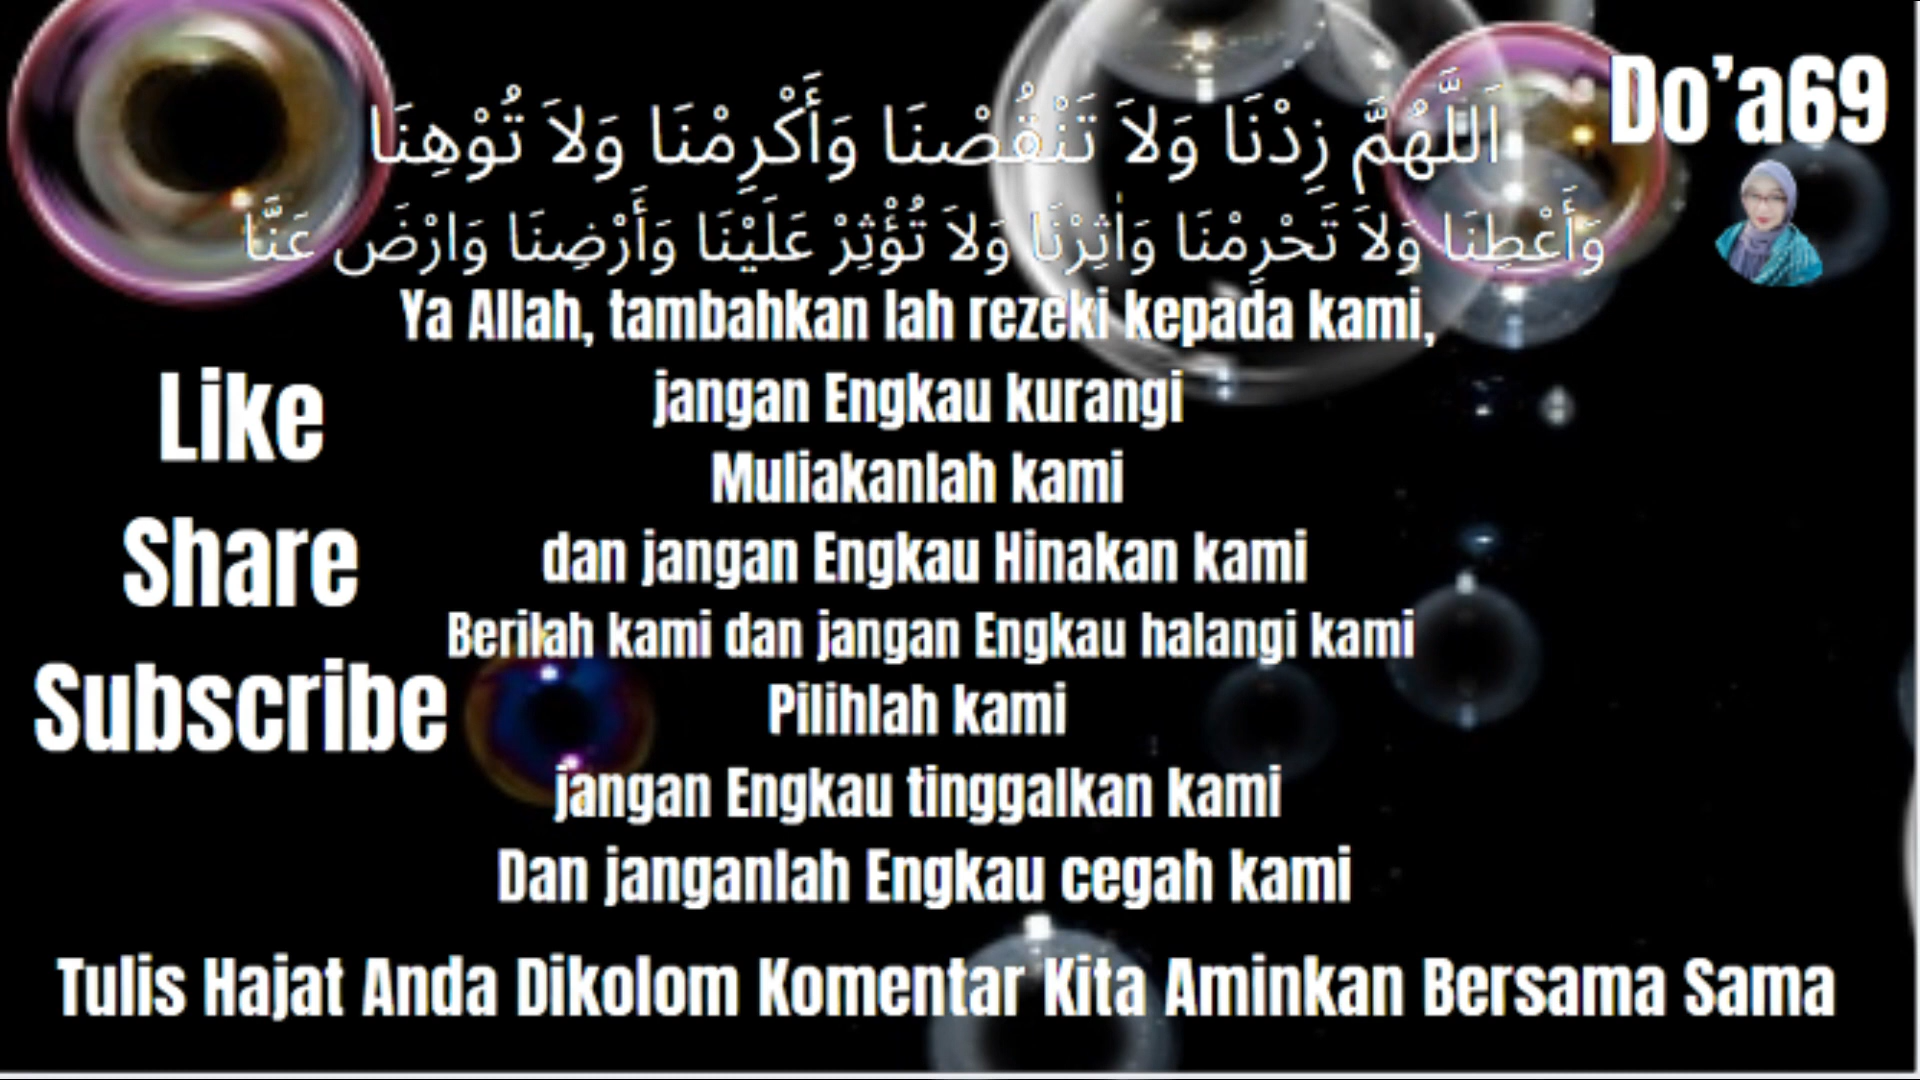 Do’a69
اَللَّهُمَّ زِدْنَا وَلاَ تَنْقُصْنَا وَأَكْرِمْنَا وَلاَ تُوْهِنَا
وَأَعْطِنَا وَلاَ تَحْرِمْنَا وَاٰثِرْنَا وَلاَ تُؤْثِرْ عَلَيْنَا وَأَرْضِنَا وَارْضَ عَنَّا
Ya Allah, tambahkan lah rezeki kepada kami,
jangan Engkau kurangi
Muliakanlah kami
dan jangan Engkau Hinakan kami
Berilah kami dan jangan Engkau halangi kami
Pilihlah kami
jangan Engkau tinggalkan kami
Dan janganlah Engkau cegah kami
Like
Share
Subscribe
Tulis Hajat Anda Dikolom Komentar Kita Aminkan Bersama Sama